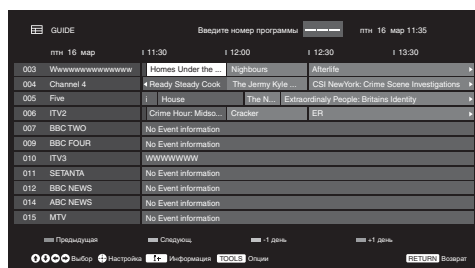 GUIDE Введите номер программы — — — птн 16 мар 11:35
птн 16 мар 11:30 12:00 12:30 13:30
003 Wwwwwwwwwwwwww Homes Under the ... Nighbours Afterlife
004 Channel 4 Ready Steady Cook The Jermy Kyle ... CSI NewYork: Crime Scene Investigations
005 Five House The N... Extraordinaly People: Britains Identity
006 ITV2 Crime Hour: Midso... Cracker ER
007 BBC TWO No Event information
009 BBC FOUR No Event information
010 ITV3 WWWWWWW
011 SETANTA No Event information
012 BBC NEWS No Event information
014 ABC NEWS No Event information
015 MTV No Event information
Предыдущая Следующ. -1 день +1 день
Выбор Настройка Информация TOOLS Опции RETURN Возврат